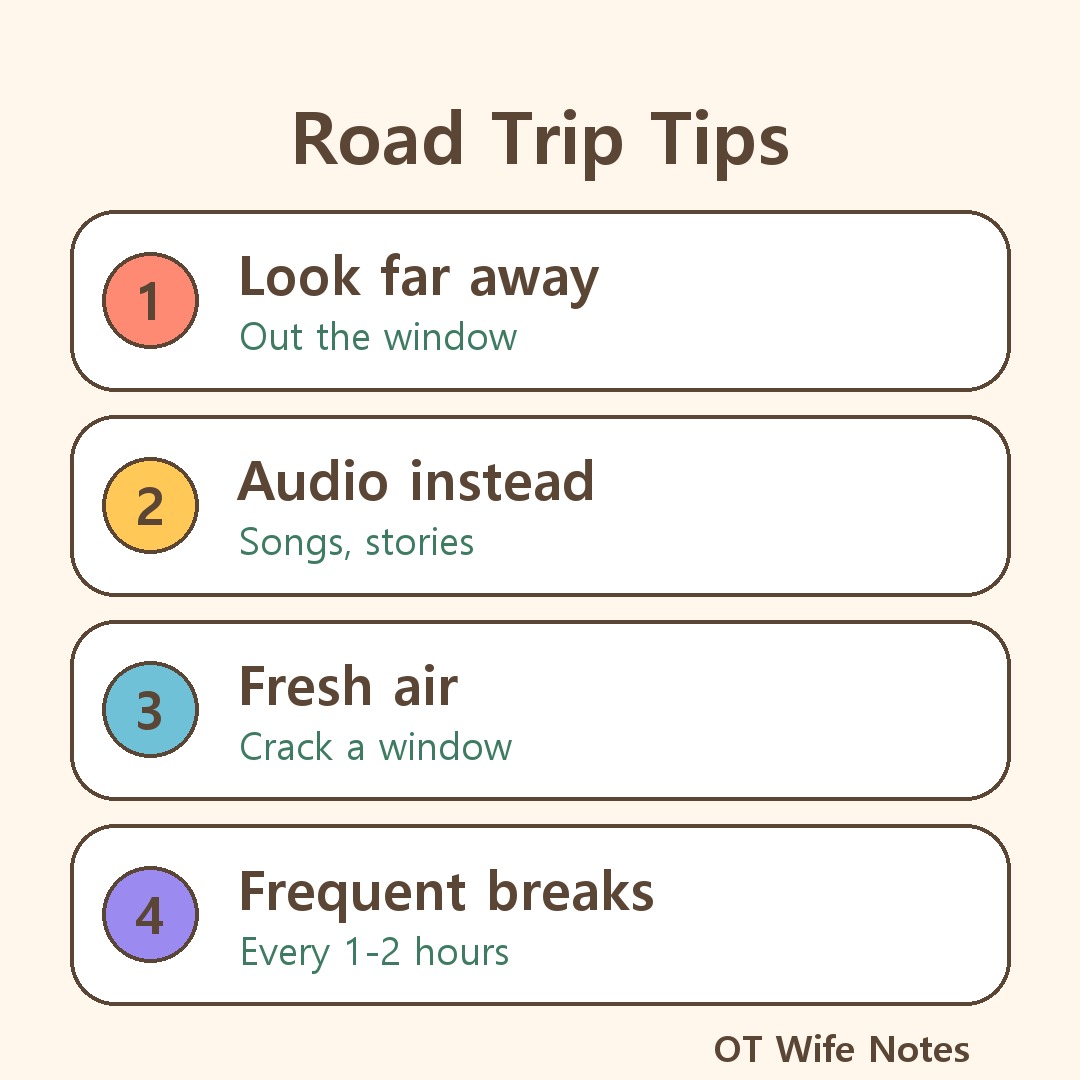 Road Trip Tips
1
Look far away
Out the window
2
Audio instead
Songs, stories
3
Fresh air
Crack a window
4
Frequent breaks
Every 1-2 hours
OT Wife Notes